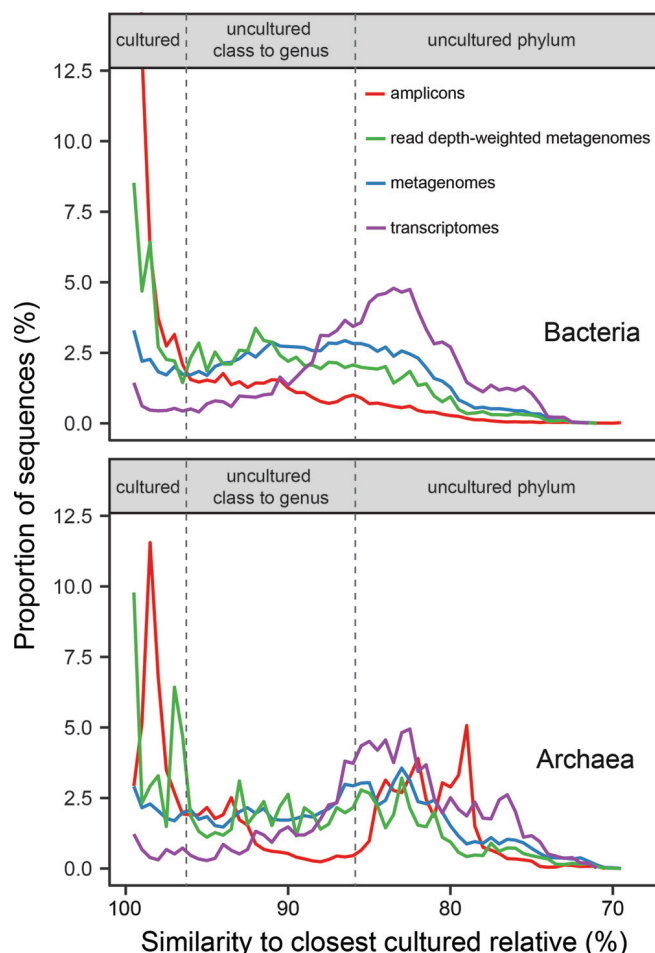 cultured
uncultured
class to genus
uncultured phylum
12.5
10.0
7.5
5.0
2.5
0.0
amplicons
read depth-weighted metagenomes
metagenomes
transcriptomes
Bacteria
Proportion of sequences (%)
cultured
uncultured
class to genus
uncultured phylum
12.5
10.0
7.5
5.0
2.5
0.0
Archaea
100 90 80 70
Similarity to closest cultured relative (%)